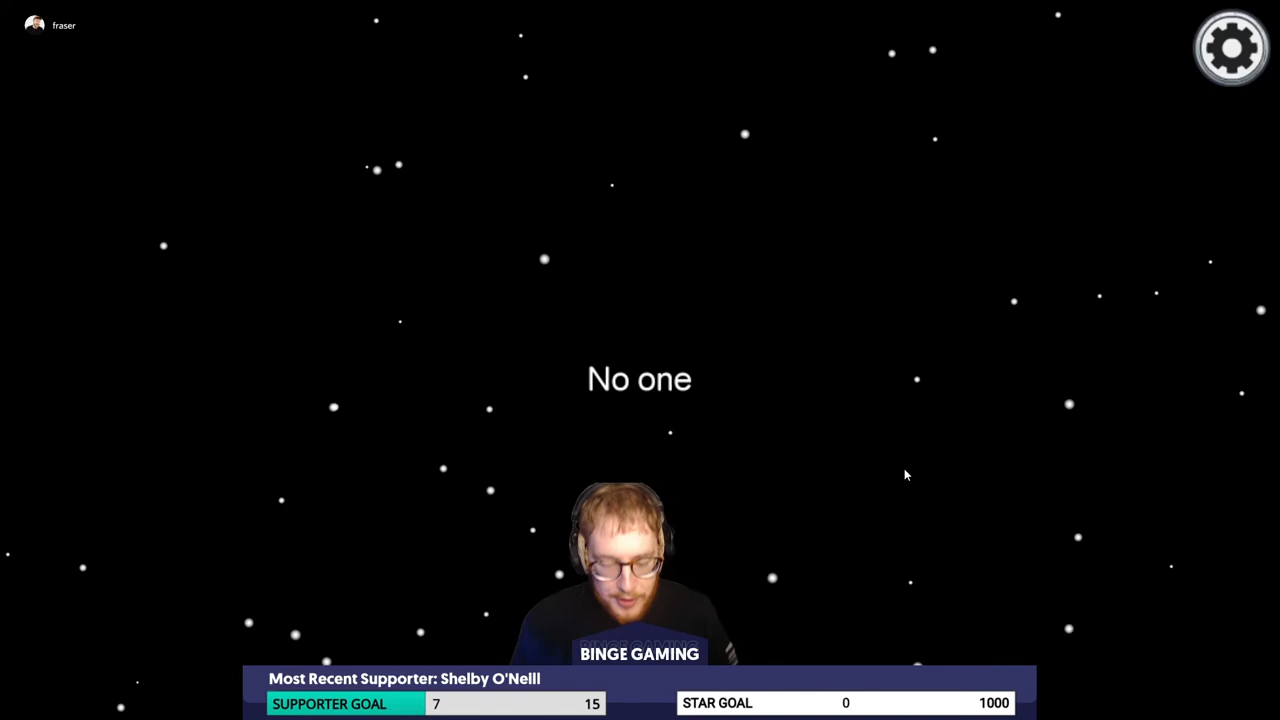 fraser
No one
BINGE GAMING
Most Recent Supporter: Shelby O'Neill
SUPPORTER GOAL 7 15
STAR GOAL 0 1000